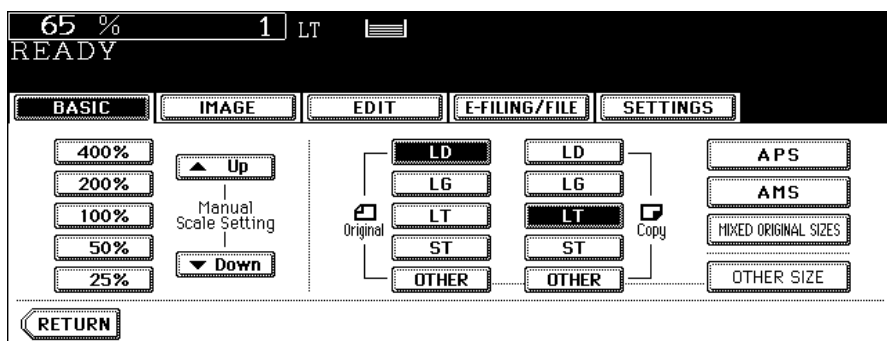 65 % 1 LT
READY
BASIC IMAGE EDIT E-FILING/FILE SETTINGS
400%
200%
100%
50%
25%
Up
Manual
Scale Setting
Down
Original
LD
LG
LT
ST
OTHER
LD
LG
LT
ST
OTHER
Copy
APS
AMS
MIXED ORIGINAL SIZES
OTHER SIZE
RETURN